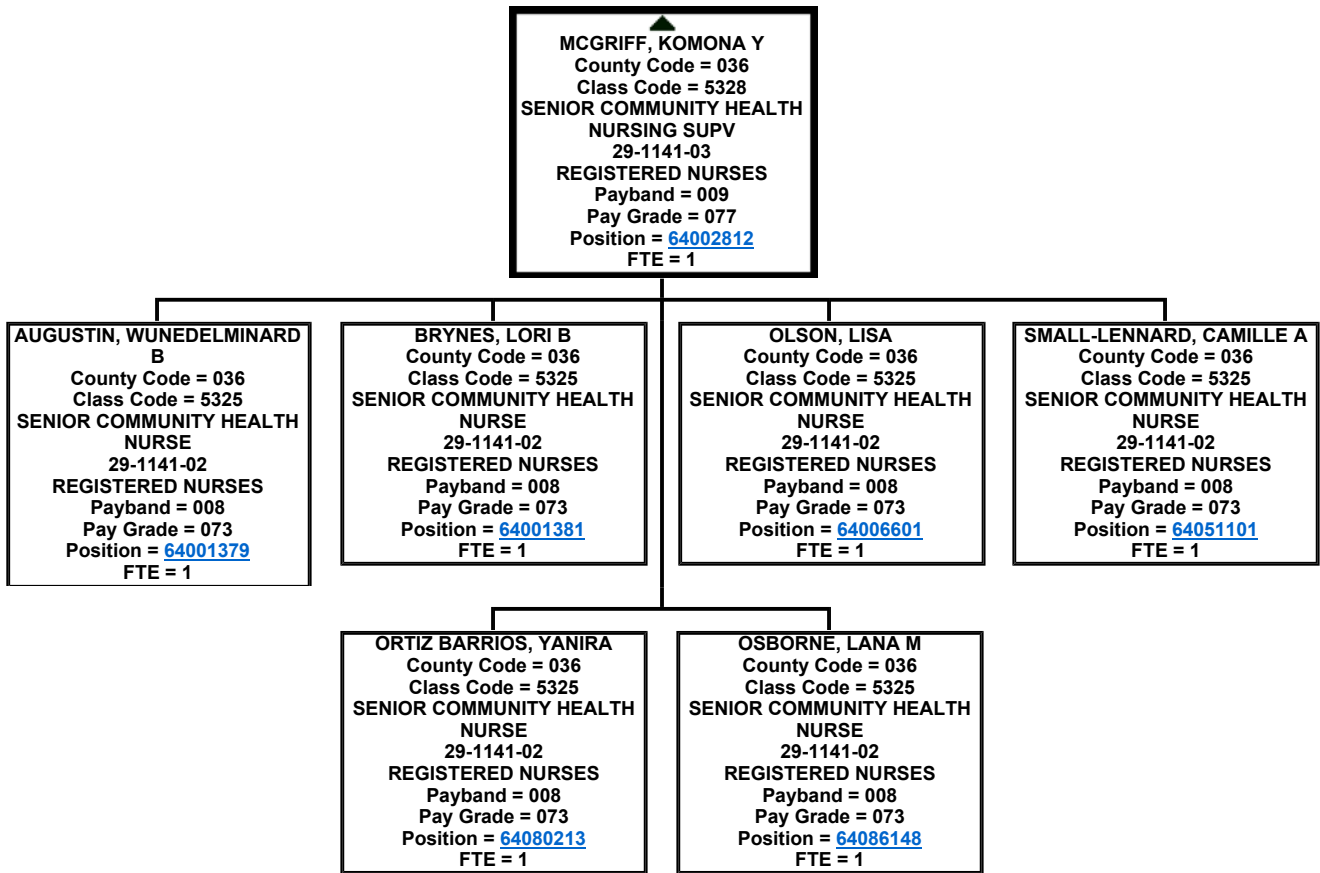 MCGRIFF, KOMONA Y
County Code = 036
Class Code = 5328
SENIOR COMMUNITY HEALTH
NURSING SUPV
29-1141-03
REGISTERED NURSES
Payband = 009
Pay Grade = 077
Position = 64002812
FTE = 1
AUGUSTIN, WUNEDELMINARD
B
County Code = 036
Class Code = 5325
SENIOR COMMUNITY HEALTH
NURSE
29-1141-02
REGISTERED NURSES
Payband = 008
Pay Grade = 073
Position = 64001379
FTE = 1
BRYNES, LORI B
County Code = 036
Class Code = 5325
SENIOR COMMUNITY HEALTH
NURSE
29-1141-02
REGISTERED NURSES
Payband = 008
Pay Grade = 073
Position = 64001381
FTE = 1
OLSON, LISA
County Code = 036
Class Code = 5325
SENIOR COMMUNITY HEALTH
NURSE
29-1141-02
REGISTERED NURSES
Payband = 008
Pay Grade = 073
Position = 64006601
FTE = 1
SMALL-LENNARD, CAMILLE A
County Code = 036
Class Code = 5325
SENIOR COMMUNITY HEALTH
NURSE
29-1141-02
REGISTERED NURSES
Payband = 008
Pay Grade = 073
Position = 64051101
FTE = 1
ORTIZ BARRIOS, YANIRA
County Code = 036
Class Code = 5325
SENIOR COMMUNITY HEALTH
NURSE
29-1141-02
REGISTERED NURSES
Payband = 008
Pay Grade = 073
Position = 64080213
FTE = 1
OSBORNE, LANA M
County Code = 036
Class Code = 5325
SENIOR COMMUNITY HEALTH
NURSE
29-1141-02
REGISTERED NURSES
Payband = 008
Pay Grade = 073
Position = 64086148
FTE = 1